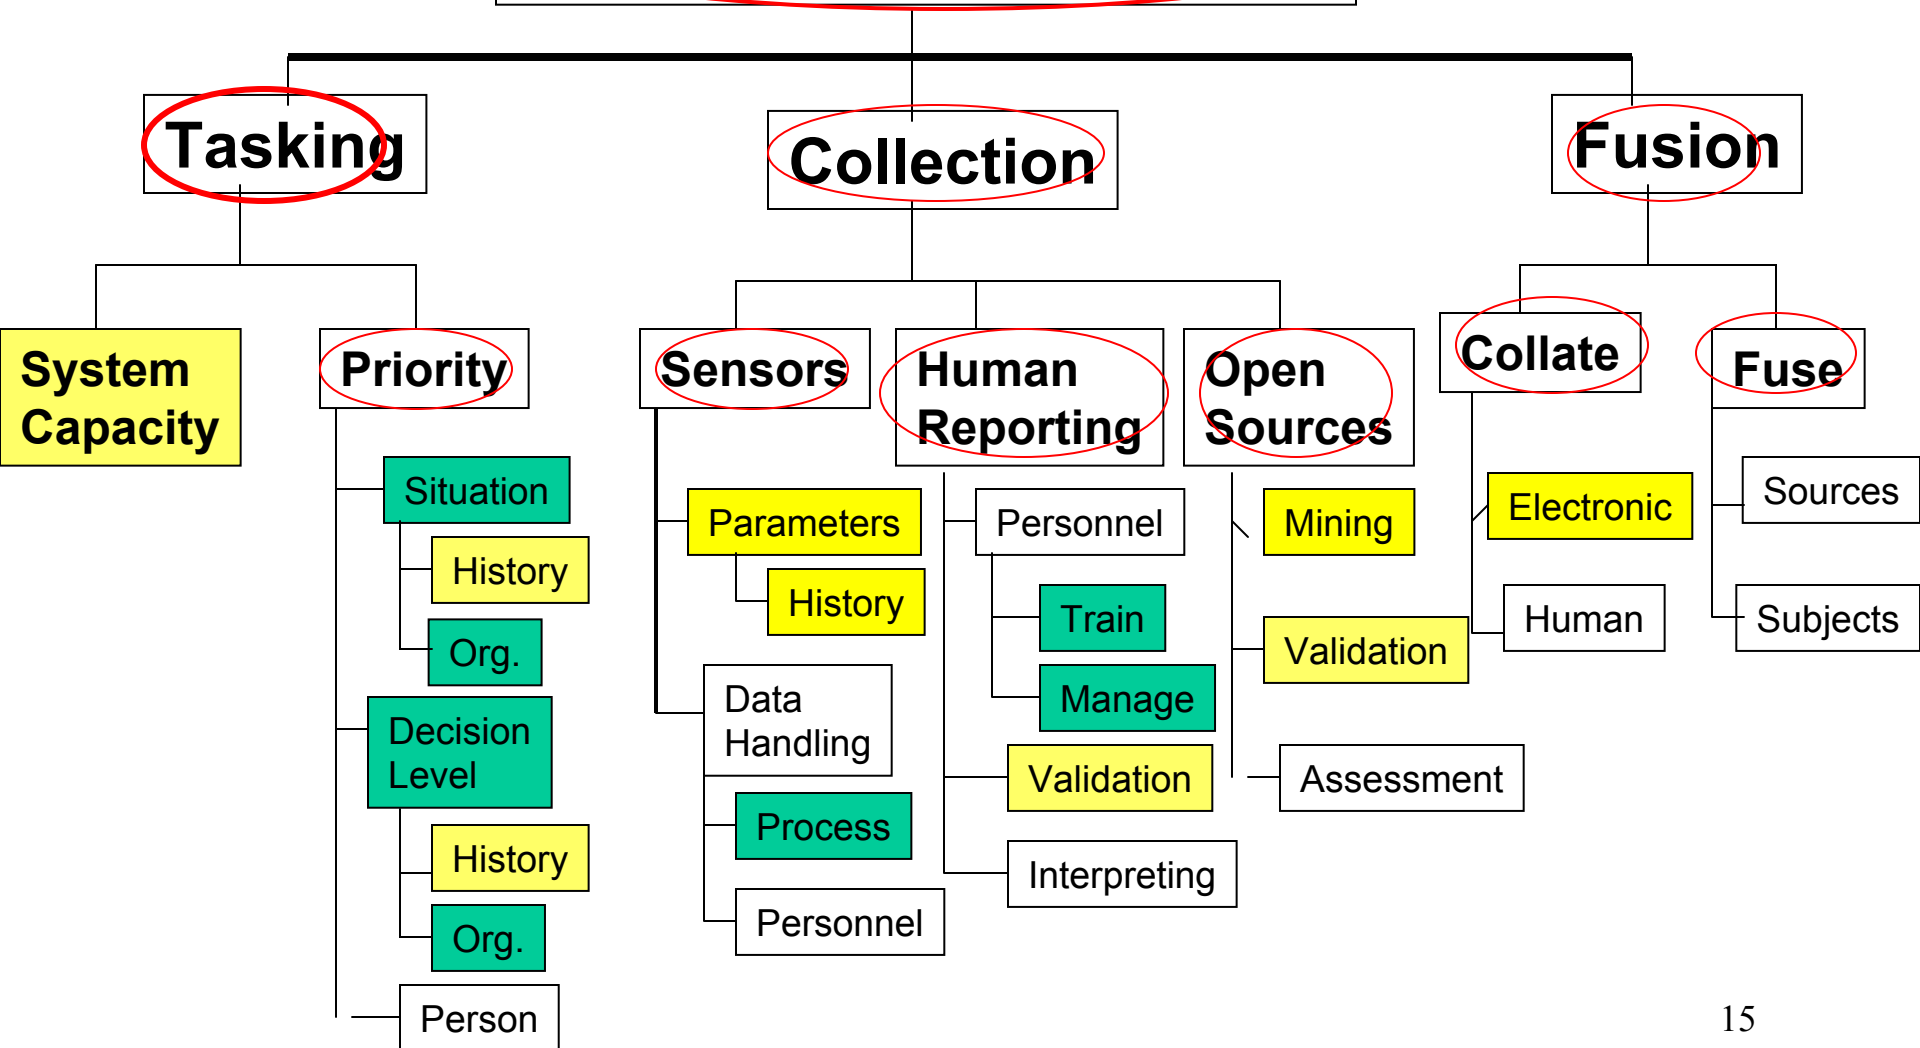 Tasking
Collection
Fusion
System
Capacity
Priority
Situation
History
Org.
Decision
Level
History
Org.
Person
Sensors
Parameters
History
Data
Handling
Process
Personnel
Human
Reporting
Personnel
Train
Manage
Validation
Interpreting
Open
Sources
Mining
Validation
Assessment
Collate
Electronic
Human
Fuse
Sources
Subjects
15